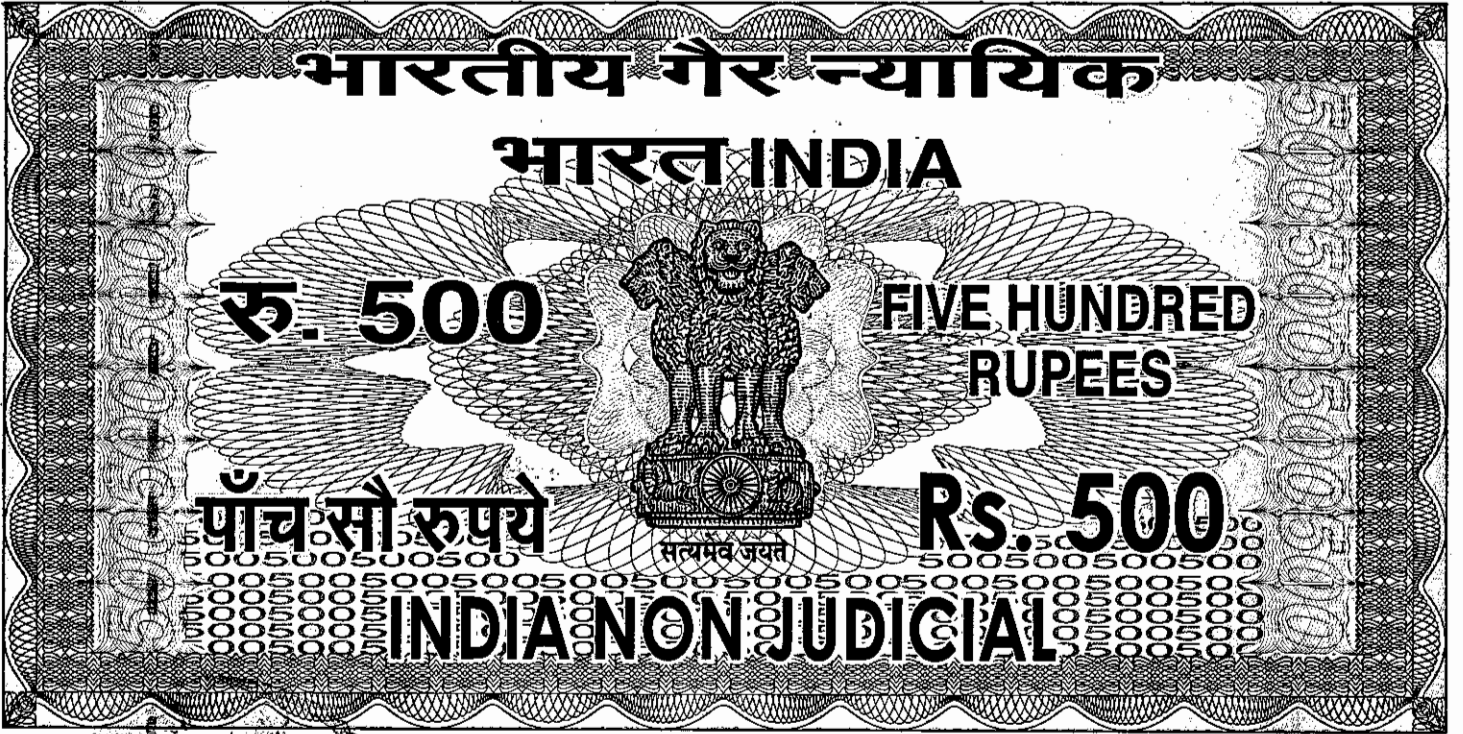 भारतीय गैर न्यायिक
भारत INDIA
रु. 500
FIVE HUNDRED
RUPEES
पाँच सौ रुपये
Rs. 500
सत्यमेव जयते
INDIA NON JUDICIAL